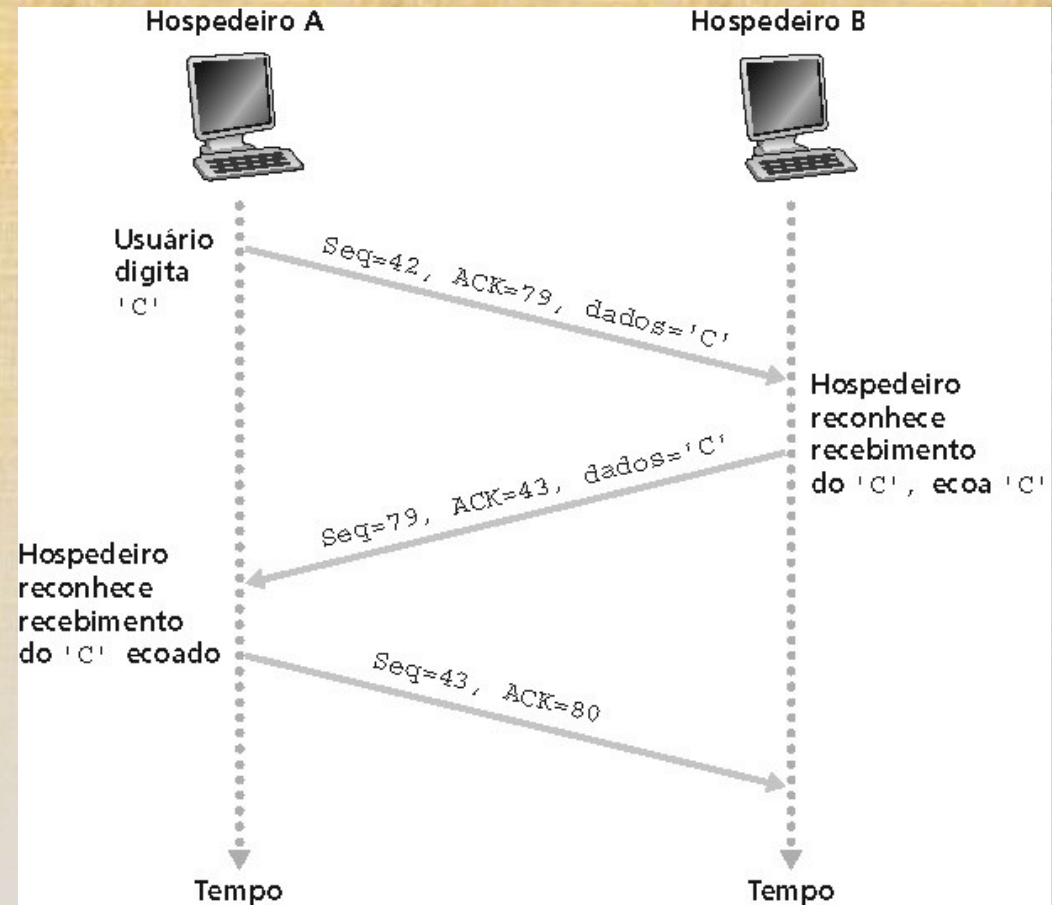 Hospedeiro A
Hospedeiro B
Usuário
digita
'C'
Seq=42, ACK=79, dados='C'
Hospedeiro
reconhece
recebimento
do 'C', ecoa 'C'
Seq=79, ACK=43, dados='C'
Hospedeiro
reconhece
recebimento
do 'C' ecoado
Seq=43, ACK=80
Tempo
Tempo